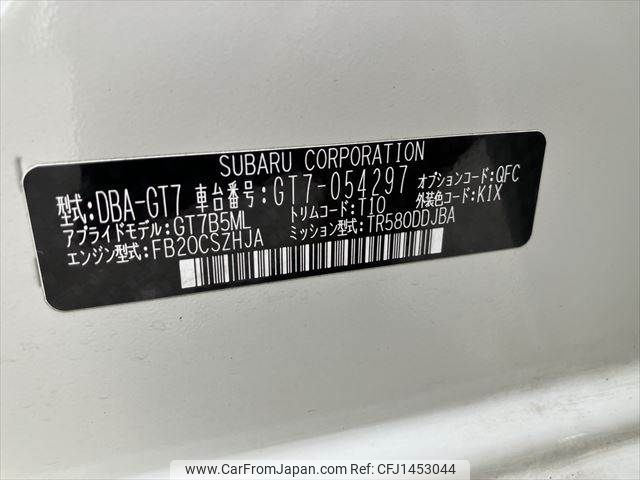 SUBARU CORPORATION
型式:DBA-GT7 車台番号:GT7-054297 オプションコード:QFC
アプライドモデル:GT7B5ML トリムコード:T10 外装色コード:K1X
エンジン型式:FB20CSZHJA ミッション型式:TR580DDJBA
www.CarFromJapan.com - Ref No CFJ1453044